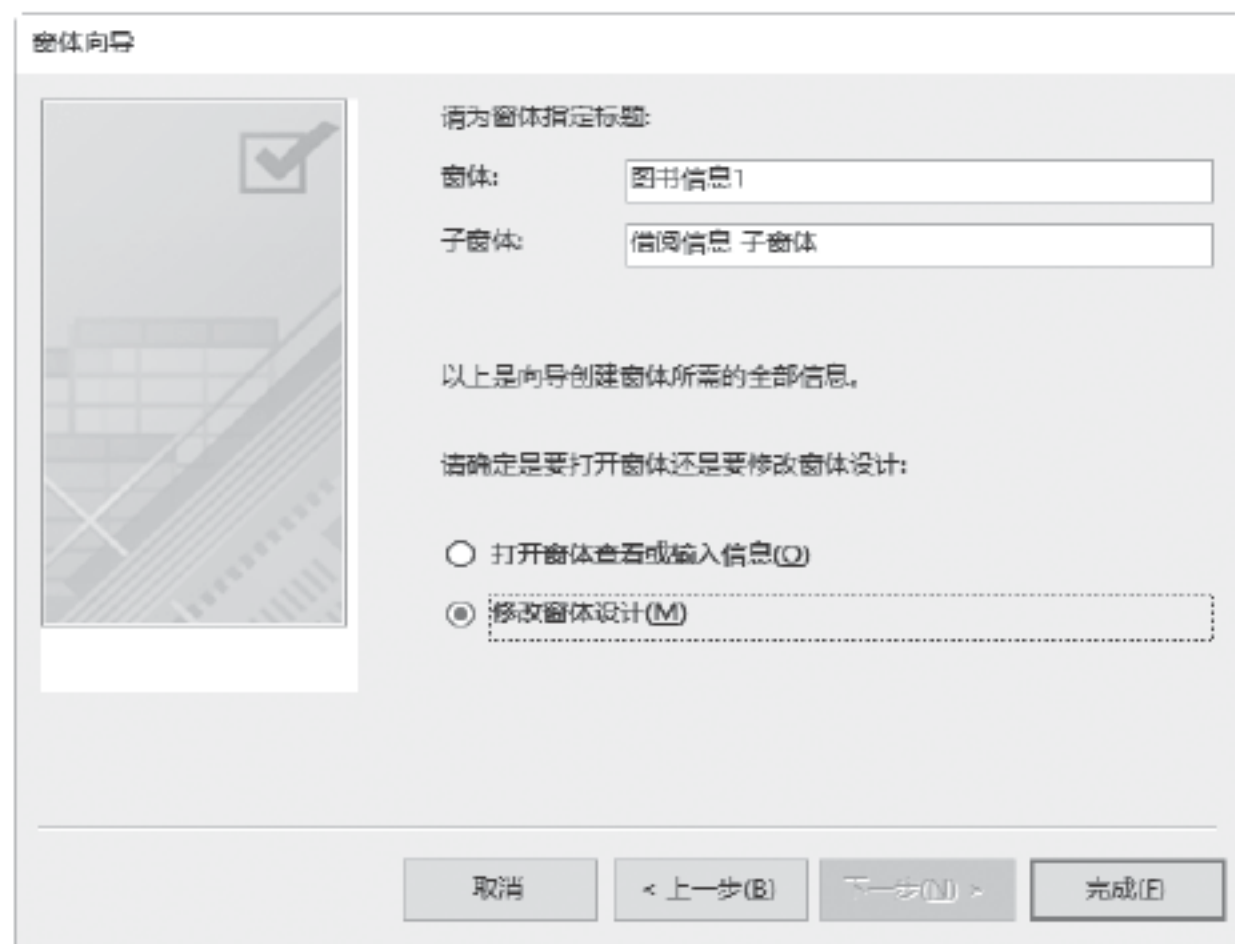 窗体向导
请为窗体指定标题:
窗体: 图书信息1
子窗体: 借阅信息 子窗体
以上是向导创建窗体所需的全部信息。
请确定是要打开窗体还是要修改窗体设计:
打开窗体查看或输入信息(O)
修改窗体设计(M)
取消 < 上一步(B) 下一步(N) > 完成(F)